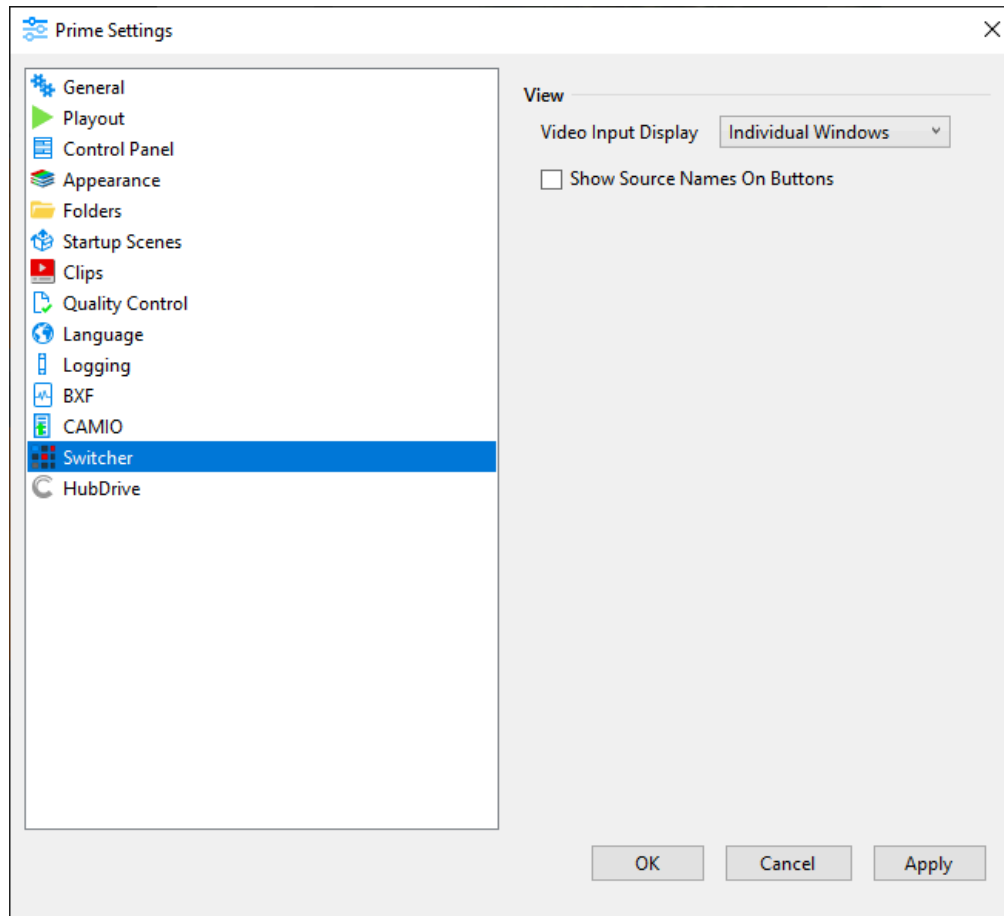 Prime Settings
General
Playout
Control Panel
Appearance
Folders
Startup Scenes
Clips
Quality Control
Language
Logging
BXF
CAMIO
Switcher
HubDrive
View
Video Input Display Individual Windows
Show Source Names On Buttons
OK Cancel Apply